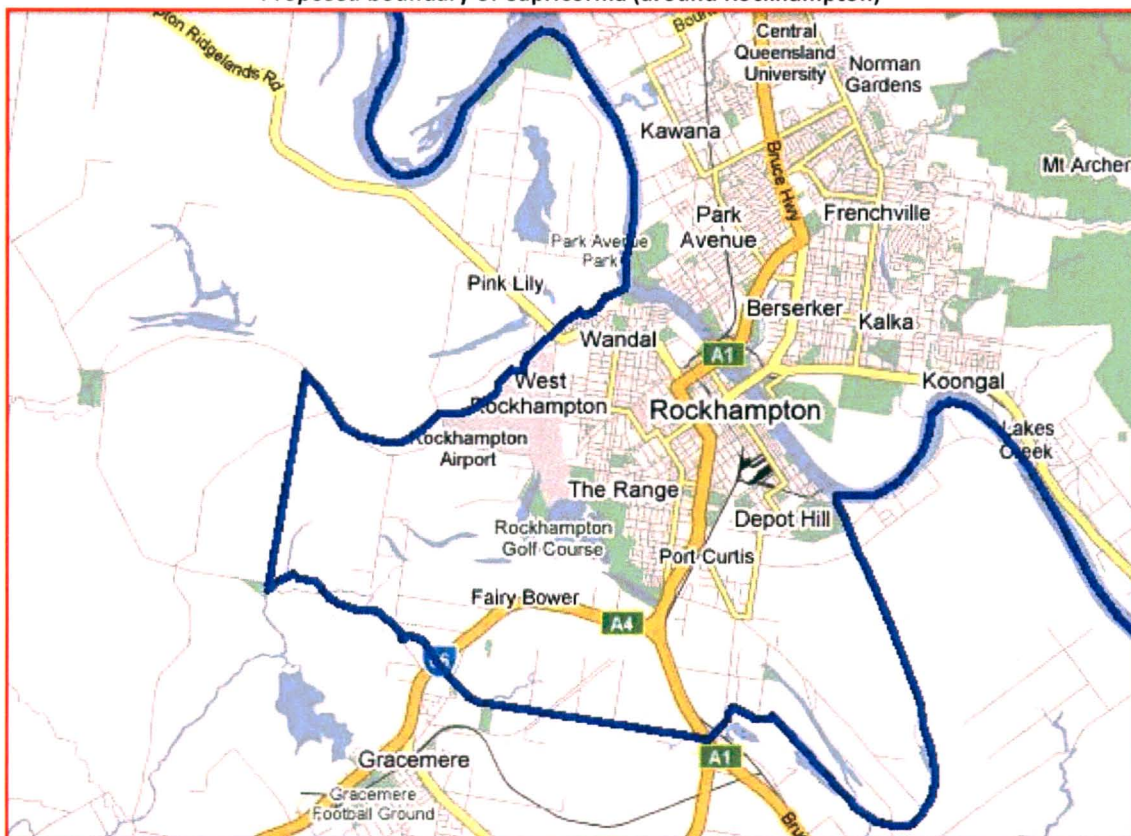 Proposed boundary of Capricornia (around Rockhampton)
Central
Queensland
University
Norman
Gardens
Ridgelands Rd
Kawana
Bruce Hwy
Mt Archer
Park
Avenue
Frenchville
Park Avenue
Park
Pink Lily
Berserker
Kalka
Wandal
A1
West
Rockhampton
Koongal
Rockhampton
Lakes
Creek
Rockhampton
Airport
The Range
Depot Hill
Rockhampton
Golf Course
Port Curtis
Fairy Bower
A4
A1
Gracemere
Gracemere
Football Ground